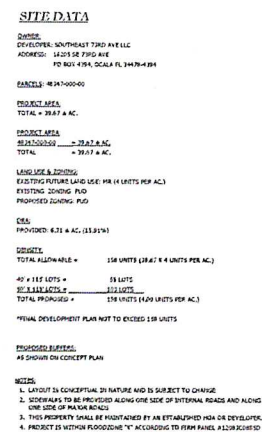 SITE DATA
OWNER:
DEVELOPER: SOUTHEAST 73RD AVE LLC
ADDRESS: 14205 SE 73RD AVE
PO BOX 4394, OCALA FL 34478-4394
PARCELS: 48347-000-00
PROJECT AREA
TOTAL = 39.67 ± AC.
PROJECT AREA
48347-000-00 = 39.67 ± AC.
TOTAL = 39.67 ± AC.
LAND USE & ZONING:
EXISTING FUTURE LAND USE: MR (4 UNITS PER AC.)
EXISTING ZONING: PUD
PROPOSED ZONING: PUD
DRA:
PROVIDED: 6.31 ± AC. (15.91%)
DENSITY:
TOTAL ALLOWABLE = 158 UNITS (39.67 X 4 UNITS PER AC.)
40' x 115' LOTS = 55 LOTS
50' X 115' LOTS = 103 LOTS
TOTAL PROPOSED = 158 UNITS (4.00 UNITS PER AC.)
*FINAL DEVELOPMENT PLAN NOT TO EXCEED 158 UNITS
PROPOSED BUFFERS:
AS SHOWN ON CONCEPT PLAN
NOTES:
1. LAYOUT IS CONCEPTUAL IN NATURE AND IS SUBJECT TO CHANGE
2. SIDEWALKS TO BE PROVIDED ALONG ONE SIDE OF INTERNAL ROADS AND ALONG
ONE SIDE OF MAJOR ROADS
3. THIS PROPERTY SHALL BE MAINTAINED BY AN ESTABLISHED HOA OR DEVELOPER.
4. PROJECT IS WITHIN FLOODZONE "X" ACCORDING TO FIRM PANEL